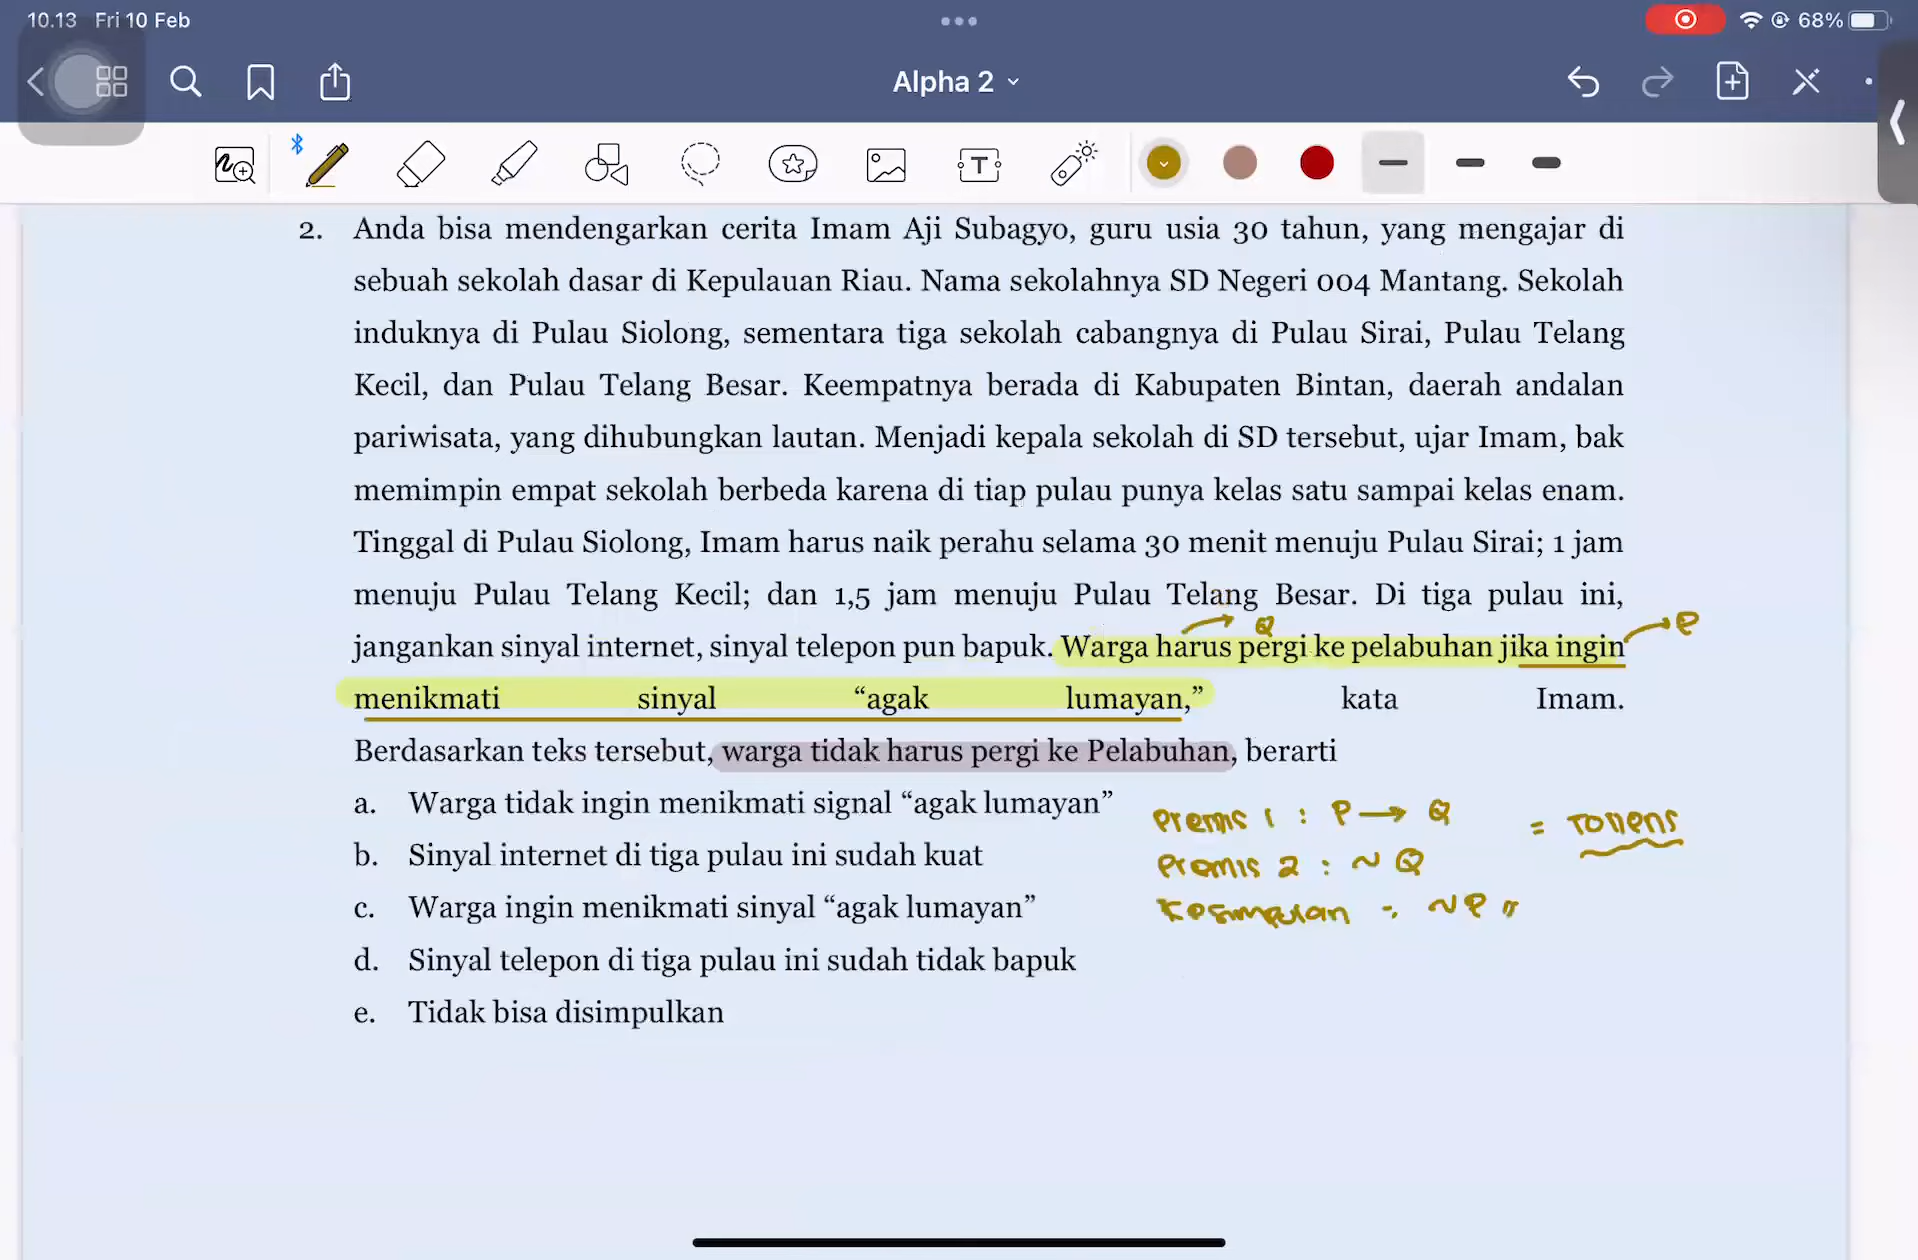 10.13 Fri 10 Feb
68%
Alpha 2
T
2. Anda bisa mendengarkan cerita Imam Aji Subagyo, guru usia 30 tahun, yang mengajar di
sebuah sekolah dasar di Kepulauan Riau. Nama sekolahnya SD Negeri 004 Mantang. Sekolah
induknya di Pulau Siolong, sementara tiga sekolah cabangnya di Pulau Sirai, Pulau Telang
Kecil, dan Pulau Telang Besar. Keempatnya berada di Kabupaten Bintan, daerah andalan
pariwisata, yang dihubungkan lautan. Menjadi kepala sekolah di SD tersebut, ujar Imam, bak
memimpin empat sekolah berbeda karena di tiap pulau punya kelas satu sampai kelas enam.
Tinggal di Pulau Siolong, Imam harus naik perahu selama 30 menit menuju Pulau Sirai; 1 jam
menuju Pulau Telang Kecil; dan 1,5 jam menuju Pulau Telang Besar. Di tiga pulau ini,
→ Q → P
jangankan sinyal internet, sinyal telepon pun bapuk. Warga harus pergi ke pelabuhan jika ingin
menikmati sinyal “agak lumayan,” kata Imam.
Berdasarkan teks tersebut, warga tidak harus pergi ke Pelabuhan, berarti
a. Warga tidak ingin menikmati signal “agak lumayan”
Premis 1 : P → Q = Tollens
b. Sinyal internet di tiga pulau ini sudah kuat
Premis 2 : ~ Q
c. Warga ingin menikmati sinyal “agak lumayan”
Kesimpulan : ~P //
d. Sinyal telepon di tiga pulau ini sudah tidak bapuk
e. Tidak bisa disimpulkan